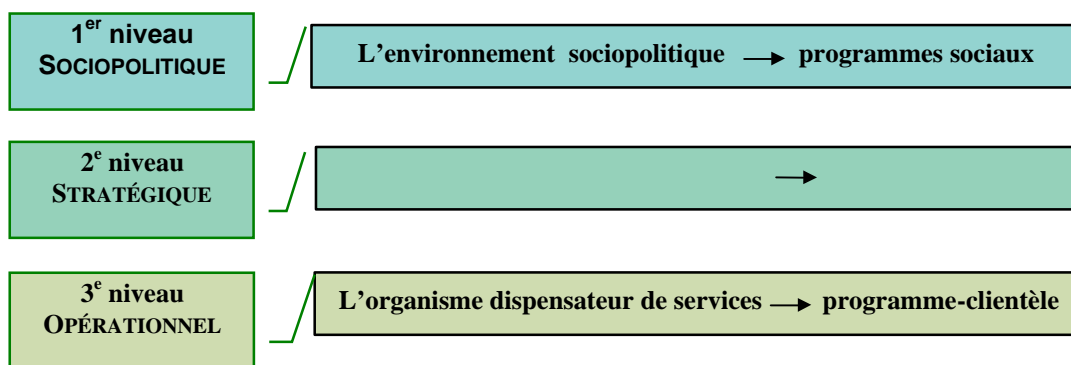 1er niveau
SOCIOPOLITIQUE
L'environnement sociopolitique → programmes sociaux
2e niveau
STRATÉGIQUE
→
3e niveau
OPÉRATIONNEL
L'organisme dispensateur de services → programme-clientèle